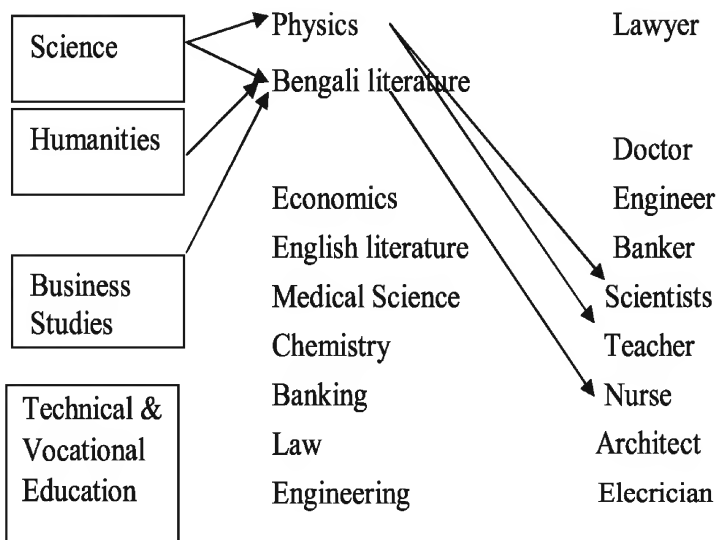 Science
Humanities
Business
Studies
Technical &
Vocational
Education
Physics
Bengali literature
Economics
English literature
Medical Science
Chemistry
Banking
Law
Engineering
Lawyer
Doctor
Engineer
Banker
Scientists
Teacher
Nurse
Architect
Elecrician